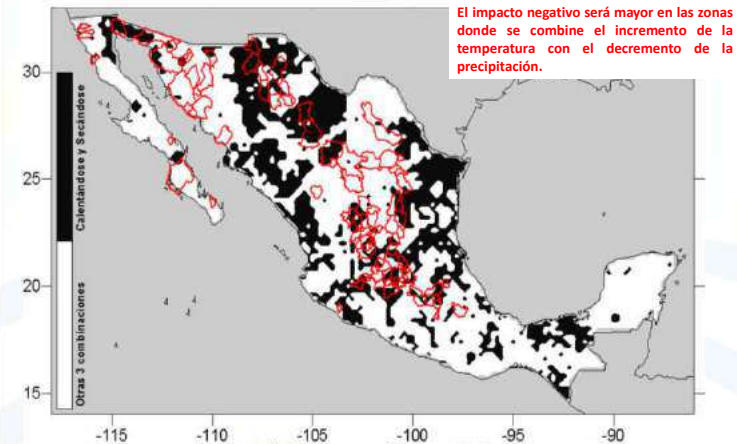 El impacto negativo será mayor en las zonas
donde se combine el incremento de la
temperatura con el decremento de la
precipitación.
30
25
20
15
Calentándose y Secándose
Otras 3 combinaciones
-115
-110
-105
-100
-95
-90